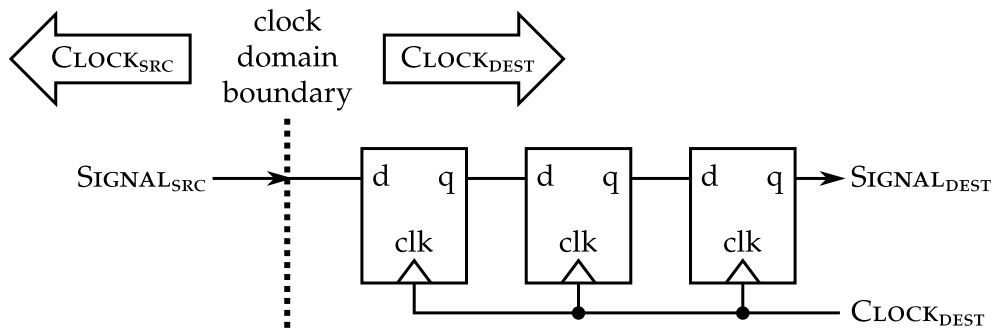 clock
domain
boundary
CLOCKSRC
CLOCKDEST
SIGNALSRC
d q
d q
d q
SIGNALDEST
clk
clk
clk
CLOCKDEST